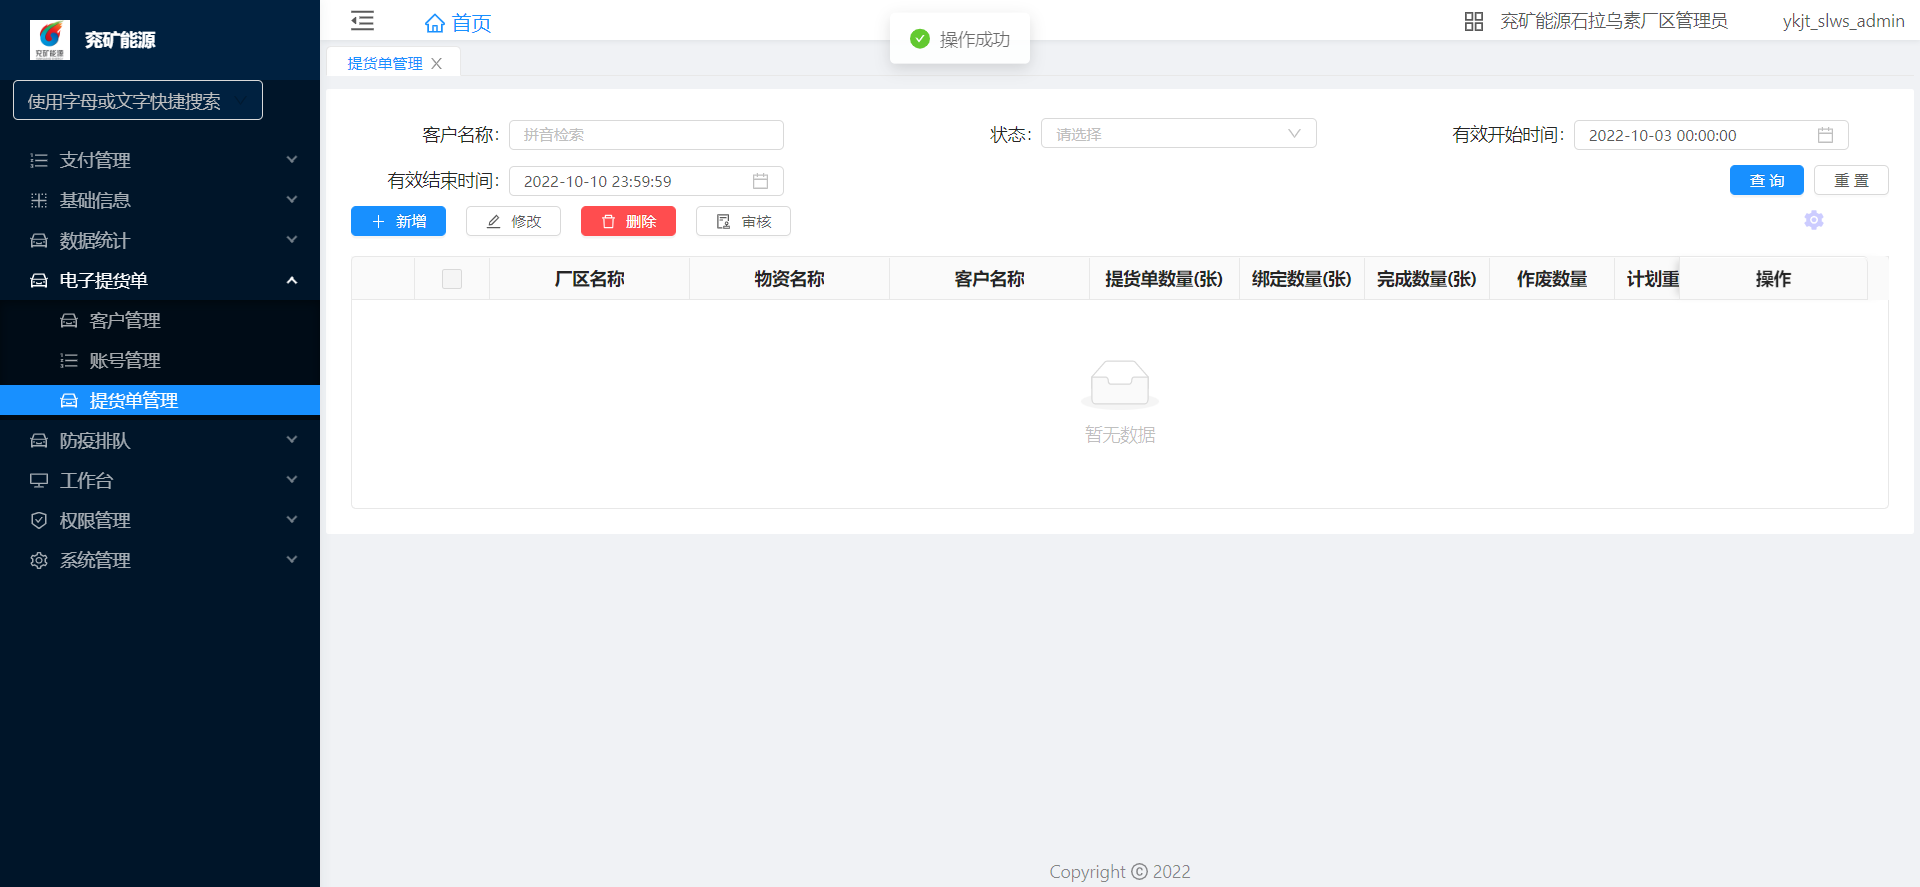 兖矿能源
兖矿能源
使用字母或文字快捷搜索
支付管理
基础信息
数据统计
电子提货单
客户管理
账号管理
提货单管理
防疫排队
工作台
权限管理
系统管理
首页
操作成功
兖矿能源石拉乌素厂区管理员
ykjt_slws_admin
提货单管理
客户名称:
拼音检索
状态:
请选择
有效开始时间:
2022-10-03 00:00:00
有效结束时间:
2022-10-10 23:59:59
查 询
重 置
新增
修改
删除
审核
厂区名称
物资名称
客户名称
提货单数量(张)
绑定数量(张)
完成数量(张)
作废数量
计划重
操作
暂无数据
Copyright © 2022